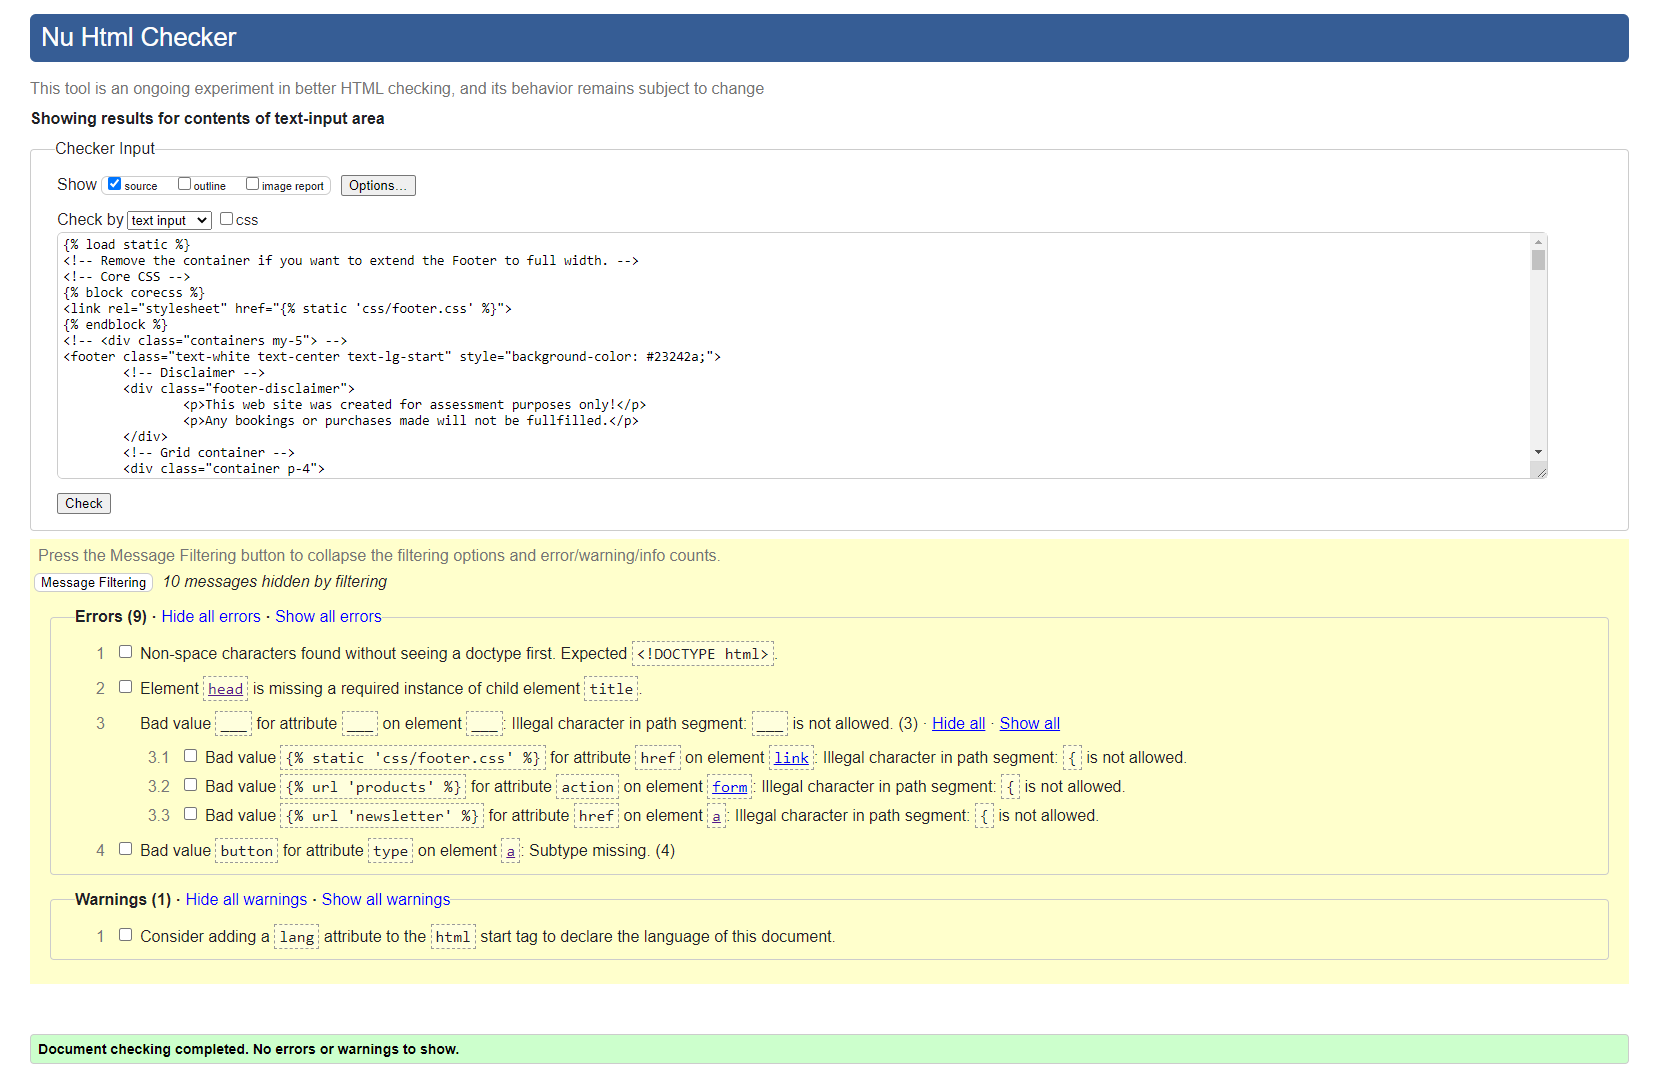 Nu Html Checker
This tool is an ongoing experiment in better HTML checking, and its behavior remains subject to change
Showing results for contents of text-input area
Checker Input
Show source outline image report Options...
Check by text input css
{% load static %}
<!-- Remove the container if you want to extend the Footer to full width. -->
<!-- Core CSS -->
{% block corecss %}
<link rel="stylesheet" href="{% static 'css/footer.css' %}">
{% endblock %}
<!-- <div class="containers my-5"> -->
<footer class="text-white text-center text-lg-start" style="background-color: #23242a;">
<!-- Disclaimer -->
<div class="footer-disclaimer">
<p>This web site was created for assessment purposes only!</p>
<p>Any bookings or purchases made will not be fullfilled.</p>
</div>
<!-- Grid container -->
<div class="container p-4">
Check
Press the Message Filtering button to collapse the filtering options and error/warning/info counts.
Message Filtering 10 messages hidden by filtering
Errors (9) · Hide all errors · Show all errors
1 Non-space characters found without seeing a doctype first. Expected <!DOCTYPE html>.
2 Element head is missing a required instance of child element title.
3 Bad value ___ for attribute ___ on element ___: Illegal character in path segment: ___ is not allowed. (3) · Hide all · Show all
3.1 Bad value {% static 'css/footer.css' %} for attribute href on element link: Illegal character in path segment: { is not allowed.
3.2 Bad value {% url 'products' %} for attribute action on element form: Illegal character in path segment: { is not allowed.
3.3 Bad value {% url 'newsletter' %} for attribute href on element a: Illegal character in path segment: { is not allowed.
4 Bad value button for attribute type on element a: Subtype missing. (4)
Warnings (1) · Hide all warnings · Show all warnings
1 Consider adding a lang attribute to the html start tag to declare the language of this document.
Document checking completed. No errors or warnings to show.